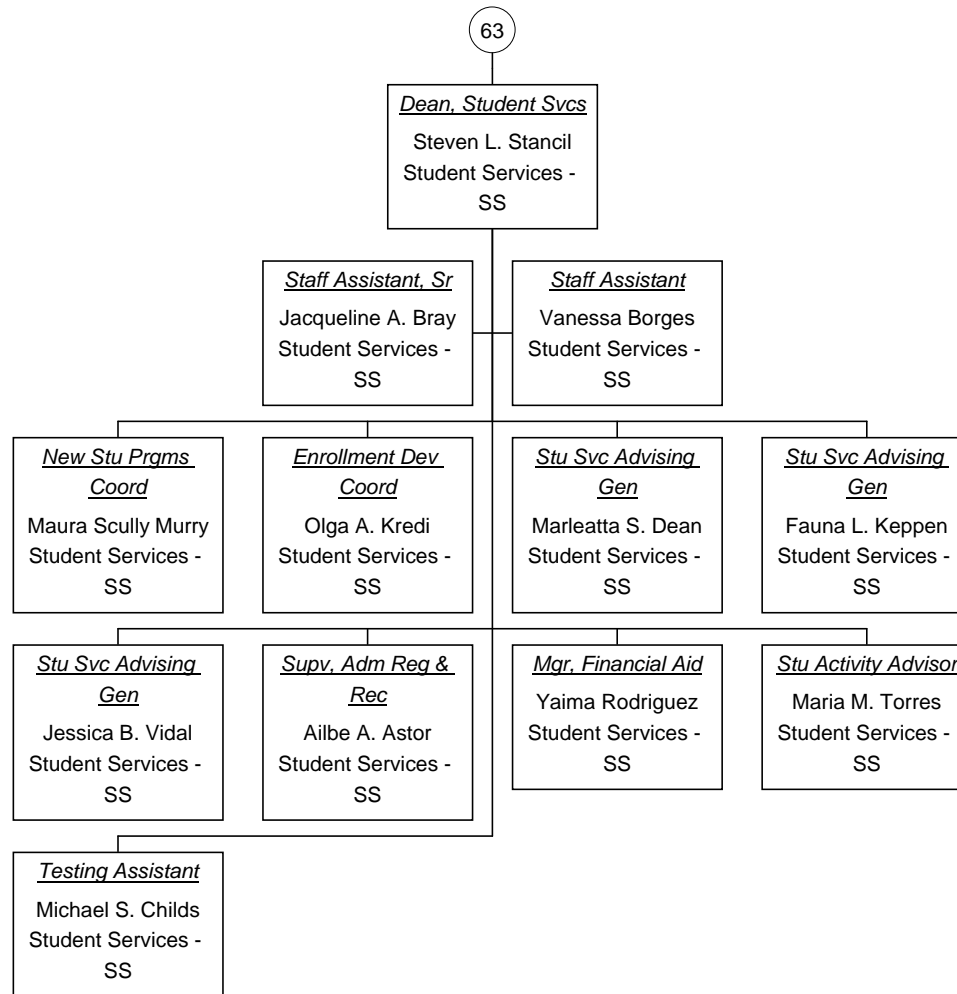 63
Dean, Student Svcs
Steven L. Stancil
Student Services -
SS
Staff Assistant, Sr
Jacqueline A. Bray
Student Services -
SS
Staff Assistant
Vanessa Borges
Student Services -
SS
New Stu Prgms
Coord
Maura Scully Murry
Student Services -
SS
Enrollment Dev
Coord
Olga A. Kredi
Student Services -
SS
Stu Svc Advising
Gen
Marleatta S. Dean
Student Services -
SS
Stu Svc Advising
Gen
Fauna L. Keppen
Student Services -
SS
Stu Svc Advising
Gen
Jessica B. Vidal
Student Services -
SS
Supv, Adm Reg &
Rec
Ailbe A. Astor
Student Services -
SS
Mgr, Financial Aid
Yaima Rodriguez
Student Services -
SS
Stu Activity Advisor
Maria M. Torres
Student Services -
SS
Testing Assistant
Michael S. Childs
Student Services -
SS